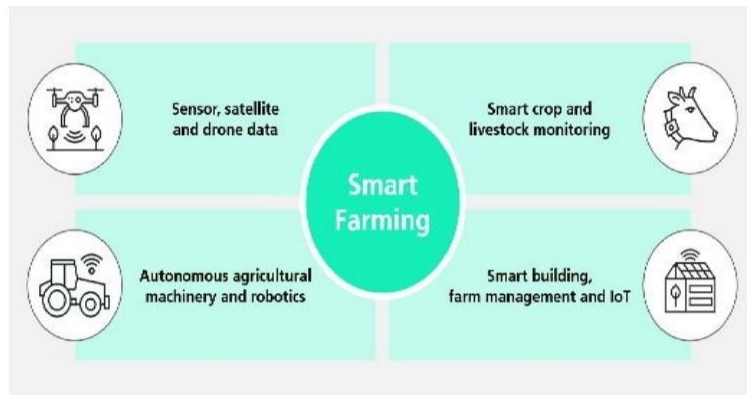 Sensor, satellite
and drone data
Smart crop and
livestock monitoring
Smart
Farming
Autonomous agricultural
machinery and robotics
Smart building,
farm management and IoT